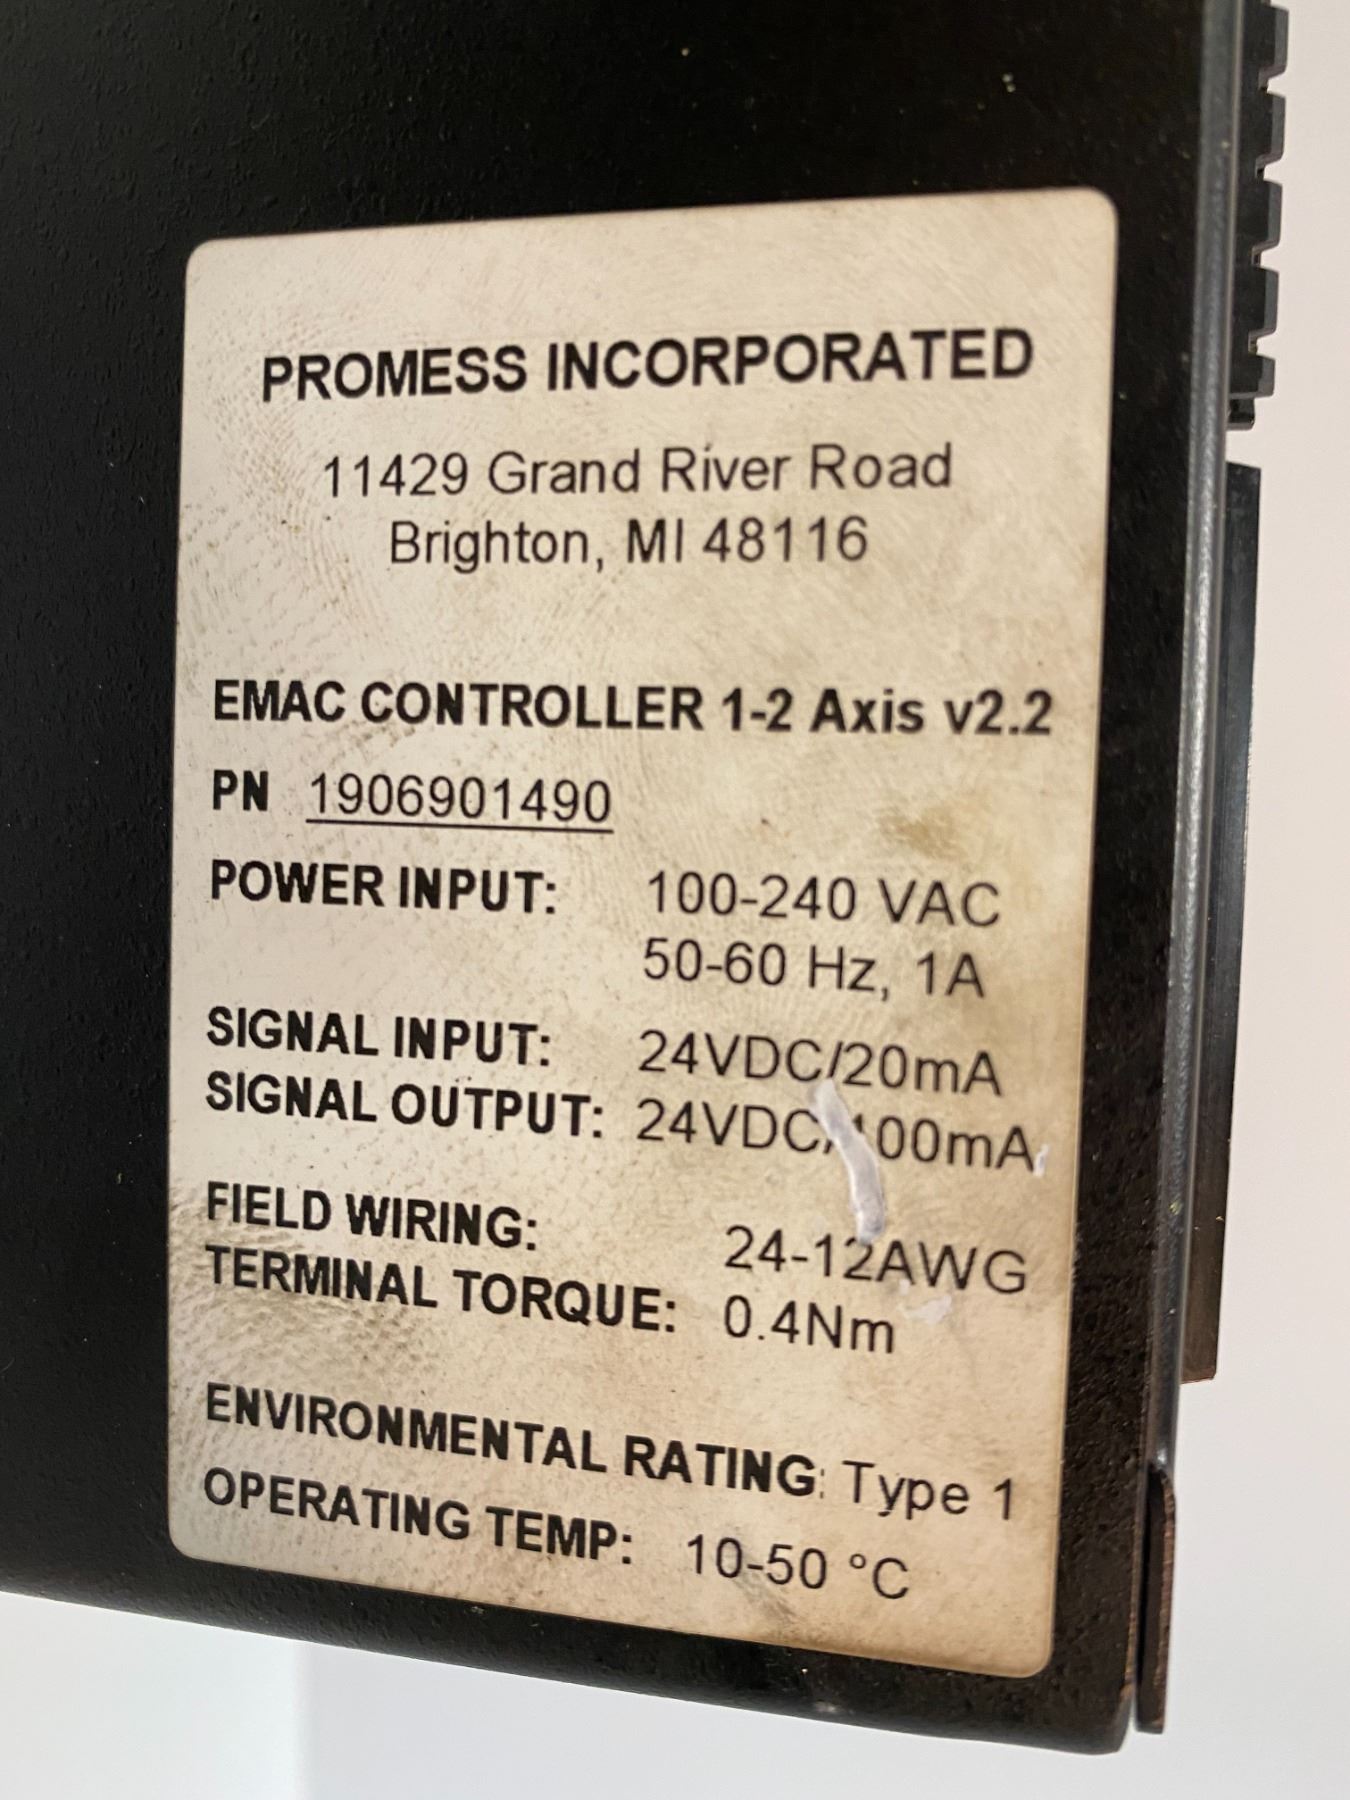 PROMESS INCORPORATED
11429 Grand River Road
Brighton, MI 48116
EMAC CONTROLLER 1-2 Axis v2.2
PN 1906901490
POWER INPUT: 100-240 VAC
50-60 Hz, 1A
SIGNAL INPUT: 24VDC/20mA
SIGNAL OUTPUT: 24VDC/100mA
FIELD WIRING: 24-12AWG
TERMINAL TORQUE: 0.4Nm
ENVIRONMENTAL RATING: Type 1
OPERATING TEMP: 10-50 °C